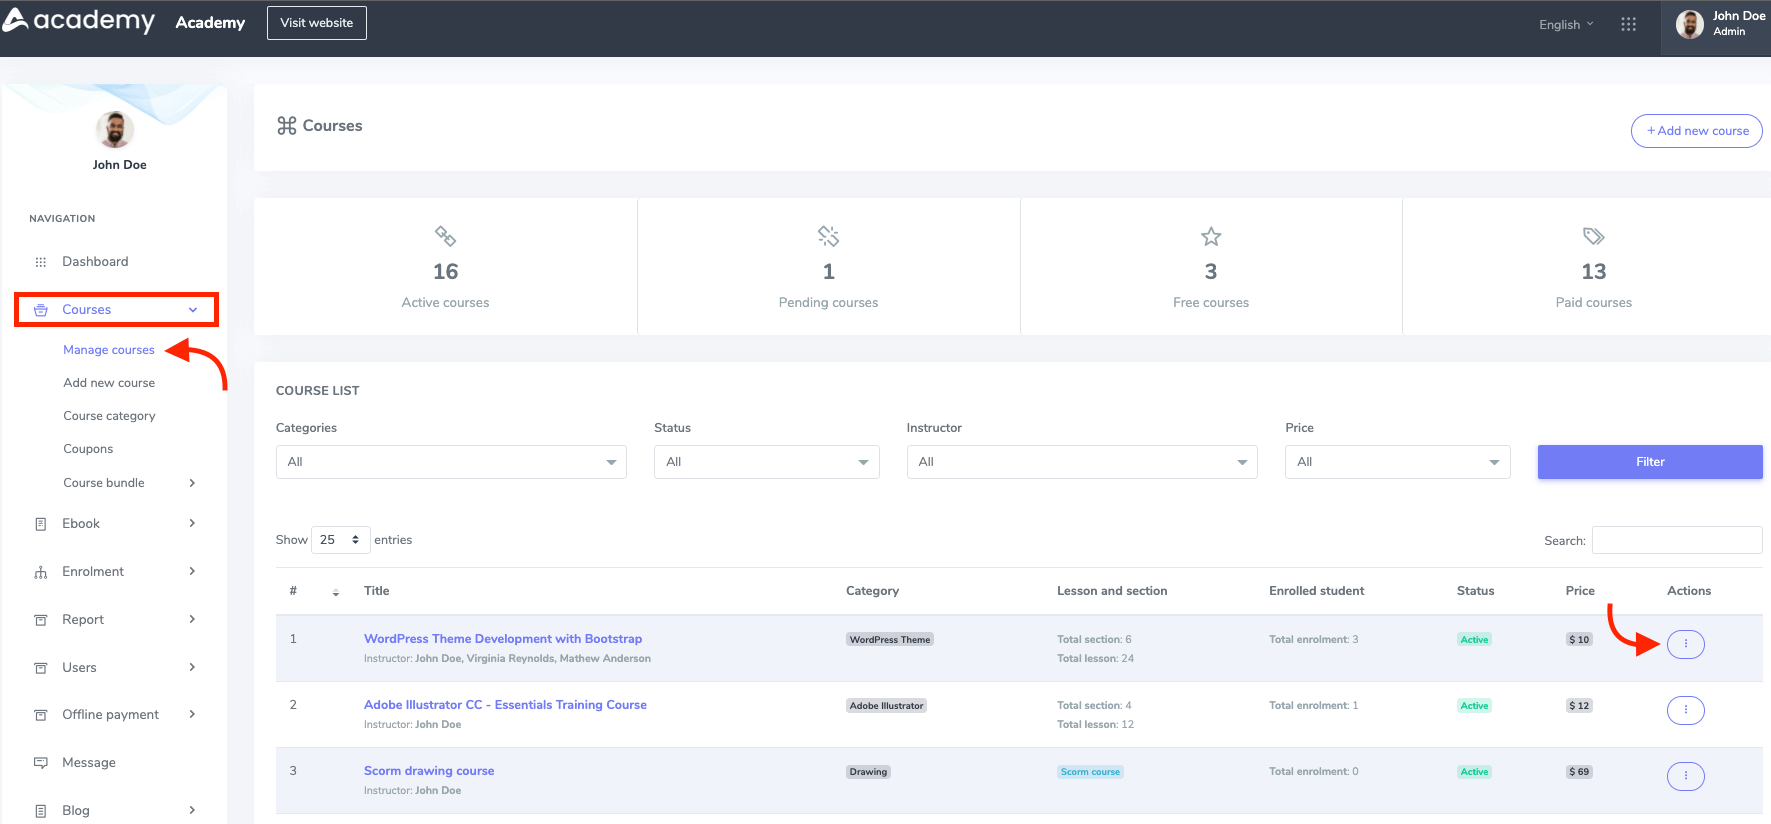 academy Academy Visit website English John Doe
Admin
John Doe
NAVIGATION
Dashboard
Courses
Manage courses
Add new course
Course category
Coupons
Course bundle
Ebook
Enrolment
Report
Users
Offline payment
Message
Blog
Courses
+ Add new course
16
Active courses
1
Pending courses
3
Free courses
13
Paid courses
COURSE LIST
Categories Status Instructor Price
All All All All Filter
Show 25 entries Search:
# Title Category Lesson and section Enrolled student Status Price Actions
1 WordPress Theme Development with Bootstrap WordPress Theme Total section: 6 Total enrolment: 3 Active $ 10
Instructor: John Doe, Virginia Reynolds, Mathew Anderson Total lesson: 24
2 Adobe Illustrator CC - Essentials Training Course Adobe Illustrator Total section: 4 Total enrolment: 1 Active $ 12
Instructor: John Doe Total lesson: 12
3 Scorm drawing course Drawing Scorm course Total enrolment: 0 Active $ 69
Instructor: John Doe